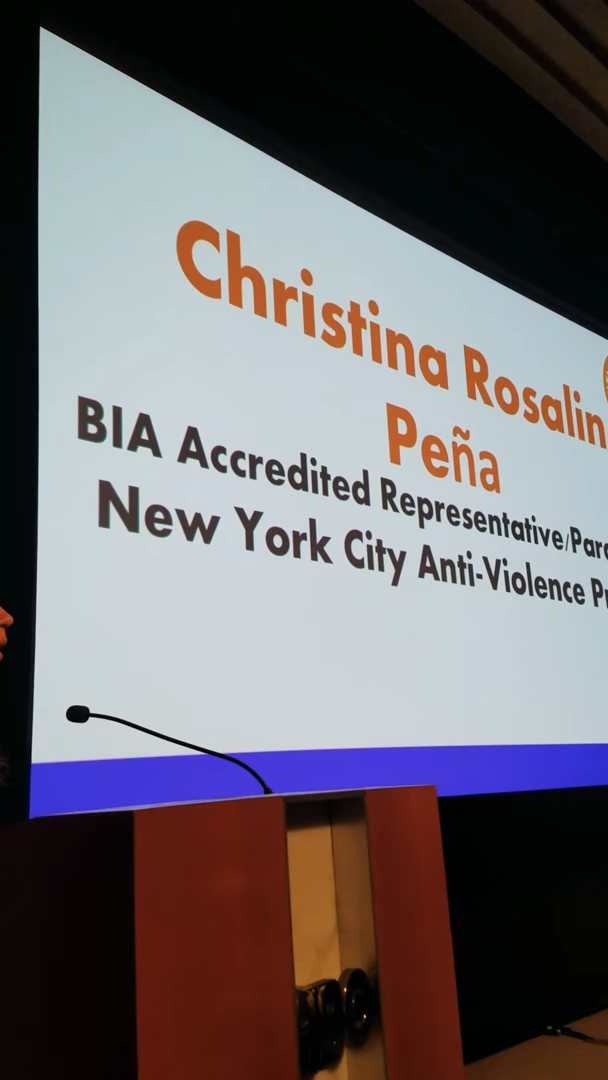 Christina Rosalin
Peña
BIA Accredited Representative/Para
New York City Anti-Violence Pr